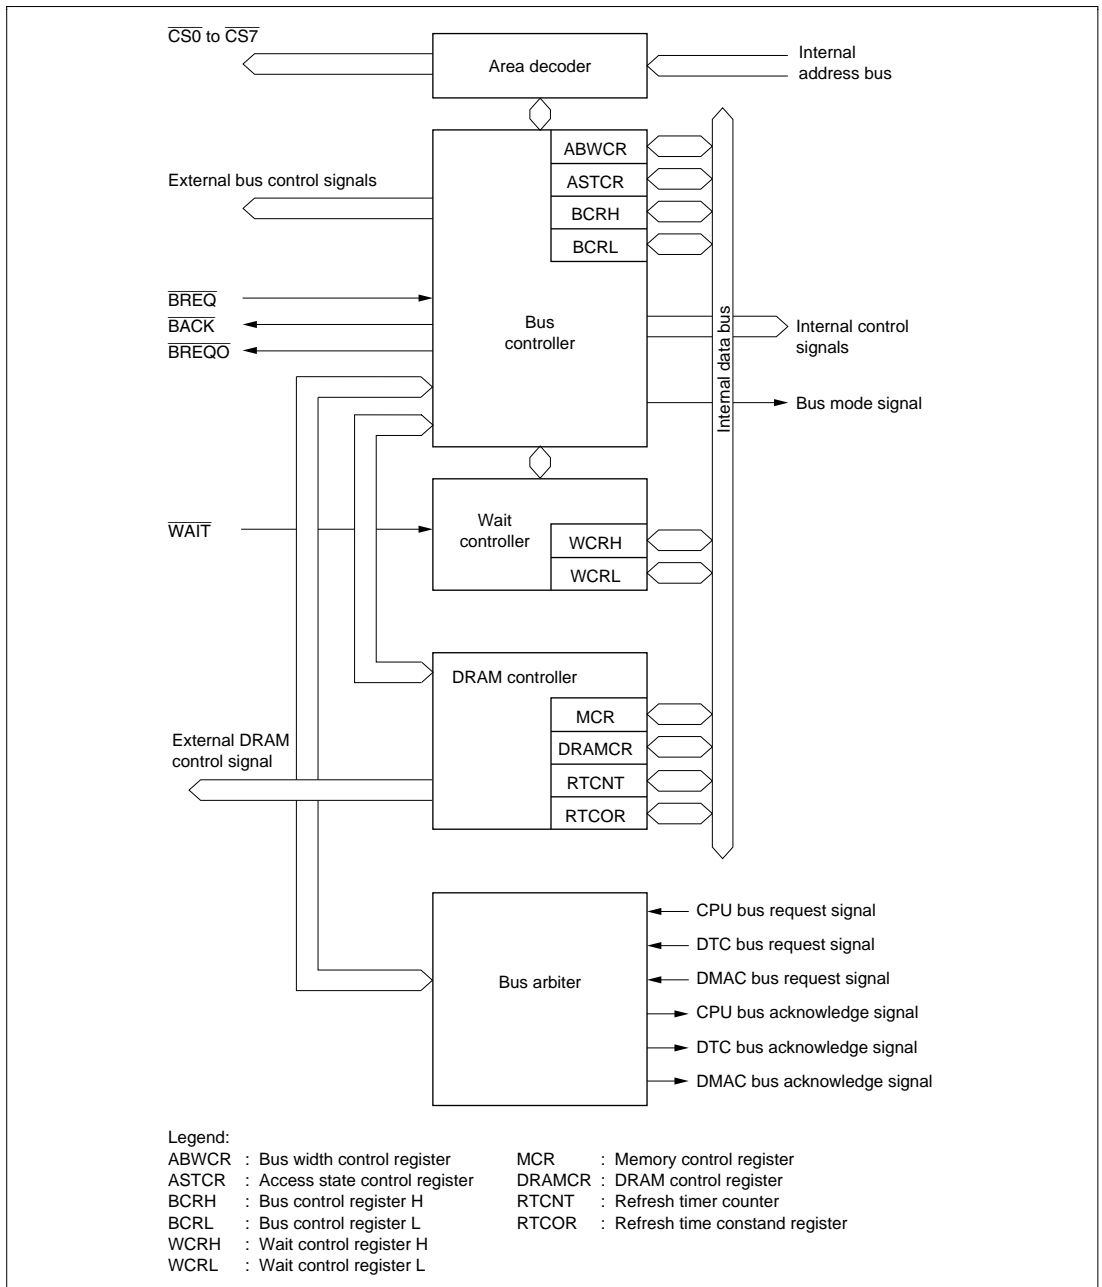 CS0 to CS7
Area decoder
Internal
address bus
ABWCR
External bus control signals
ASTCR
BCRH
BCRL
BREQ
BACK
BREQO
Bus
controller
Internal data bus
Internal control
signals
Bus mode signal
WAIT
Wait
controller
WCRH
WCRL
DRAM controller
MCR
External DRAM
control signal
DRAMCR
RTCNT
RTCOR
CPU bus request signal
DTC bus request signal
Bus arbiter
DMAC bus request signal
CPU bus acknowledge signal
DTC bus acknowledge signal
DMAC bus acknowledge signal
Legend:
ABWCR : Bus width control register
ASTCR : Access state control register
BCRH : Bus control register H
BCRL : Bus control register L
WCRH : Wait control register H
WCRL : Wait control register L
MCR : Memory control register
DRAMCR : DRAM control register
RTCNT : Refresh timer counter
RTCOR : Refresh time constand register